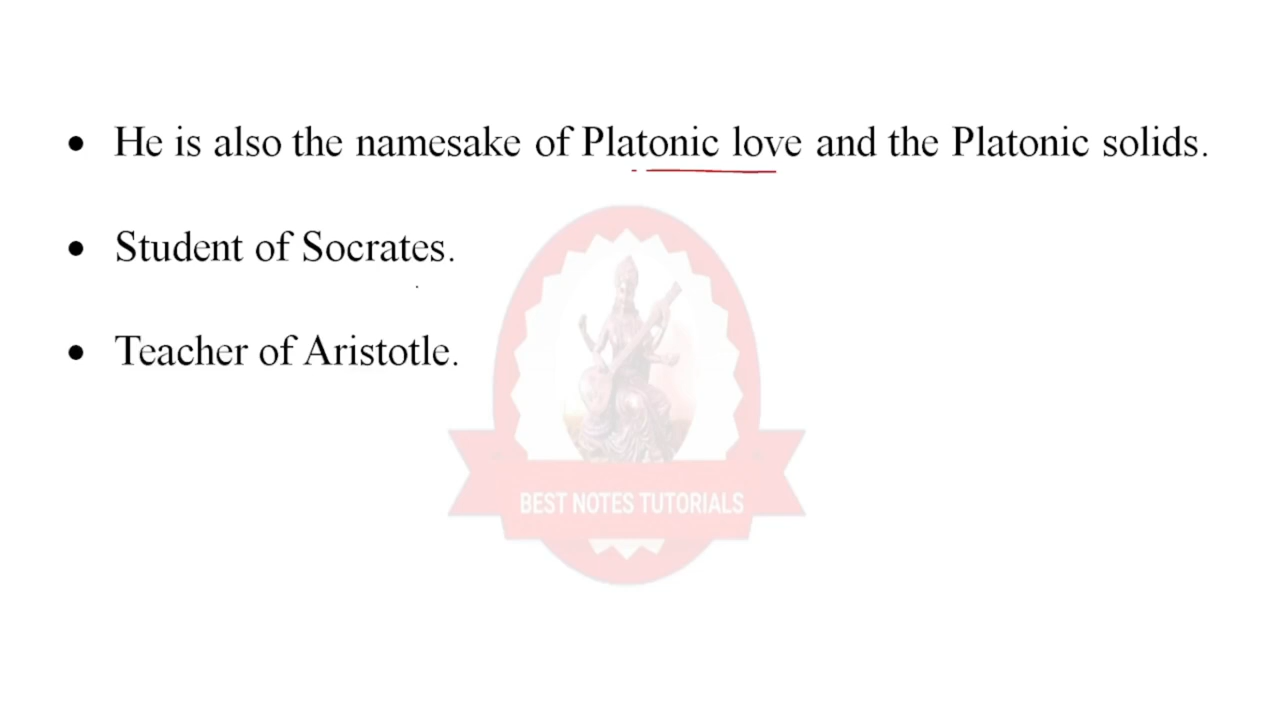 • He is also the namesake of Platonic love and the Platonic solids.
• Student of Socrates.
• Teacher of Aristotle.
BEST NOTES TUTORIALS